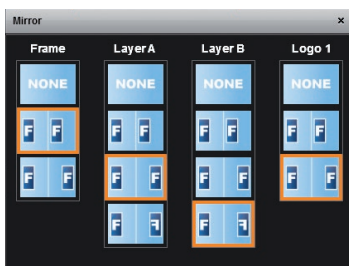 Mirror ×
Frame Layer A Layer B Logo 1
NONE NONE NONE NONE
F F F F F F F F
F F F F F F F F
F ꟻ F ꟻ